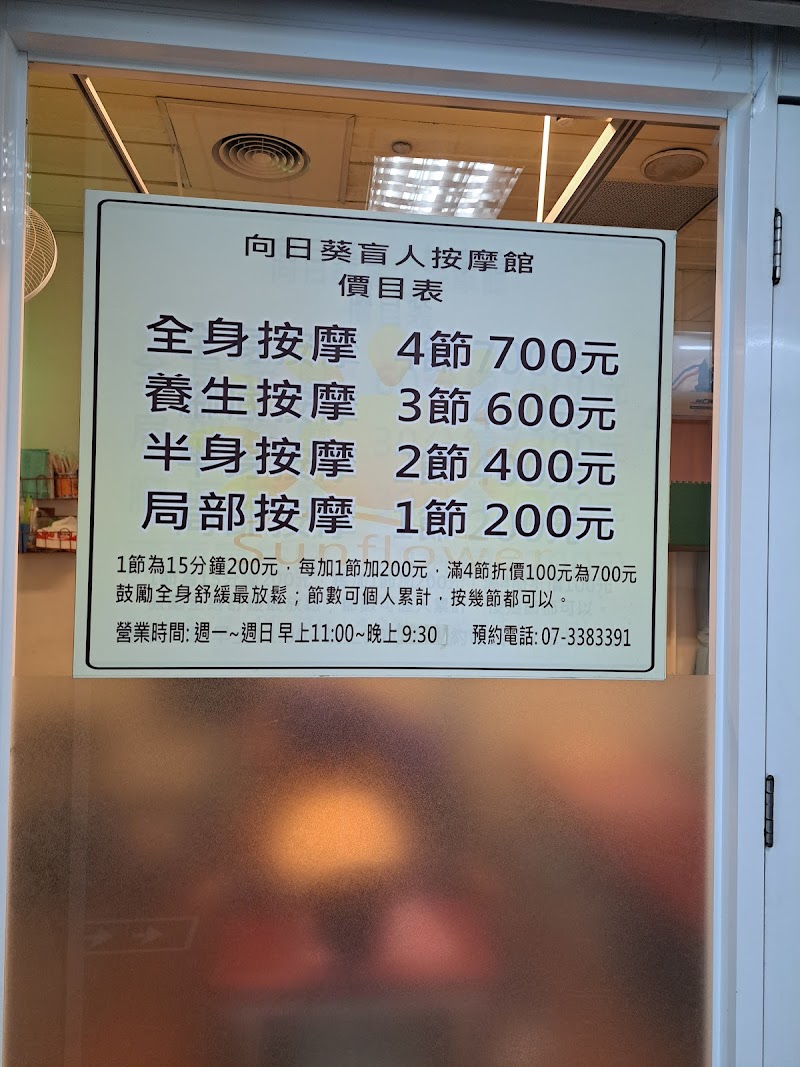 向日葵盲人按摩館
價目表
全身按摩 4節 700元
養生按摩 3節 600元
半身按摩 2節 400元
局部按摩 1節 200元
Sunflower
1節為15分鐘200元，每加1節加200元，滿4節折價100元為700元
鼓勵全身舒緩最放鬆；節數可個人累計，按幾節都可以。
營業時間: 週一~週日 早上11:00~晚上 9:30 預約電話: 07-3383391